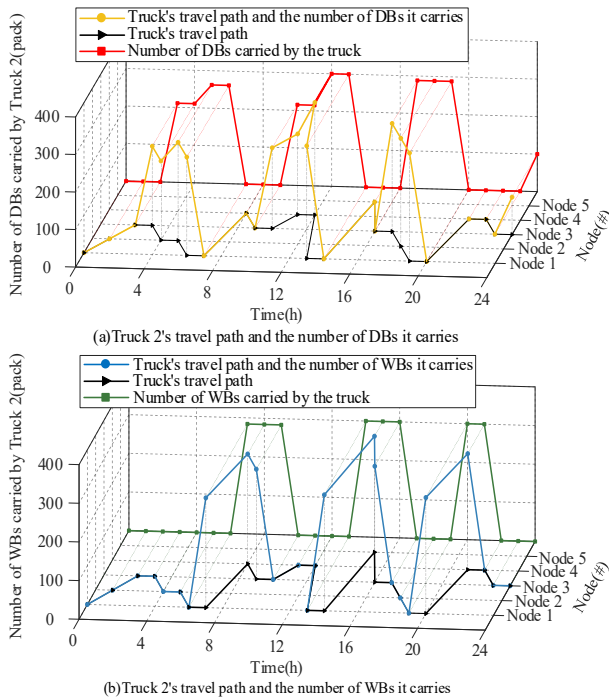 Truck's travel path and the number of DBs it carries
Truck's travel path
Number of DBs carried by the truck
Number of DBs carried by Truck 2(pack)
400
300
200
100
0
0
4
8
12
16
20
24
Time(h)
Node 5
Node 4
Node 3
Node 2
Node 1
Node(#)
(a)Truck 2's travel path and the number of DBs it carries
Truck's travel path and the number of WBs it carries
Truck's travel path
Number of WBs carried by the truck
Number of WBs carried by Truck 2(pack)
400
300
200
100
0
0
4
8
12
16
20
24
Time(h)
Node 5
Node 4
Node 3
Node 2
Node 1
Node(#)
(b)Truck 2's travel path and the number of WBs it carries